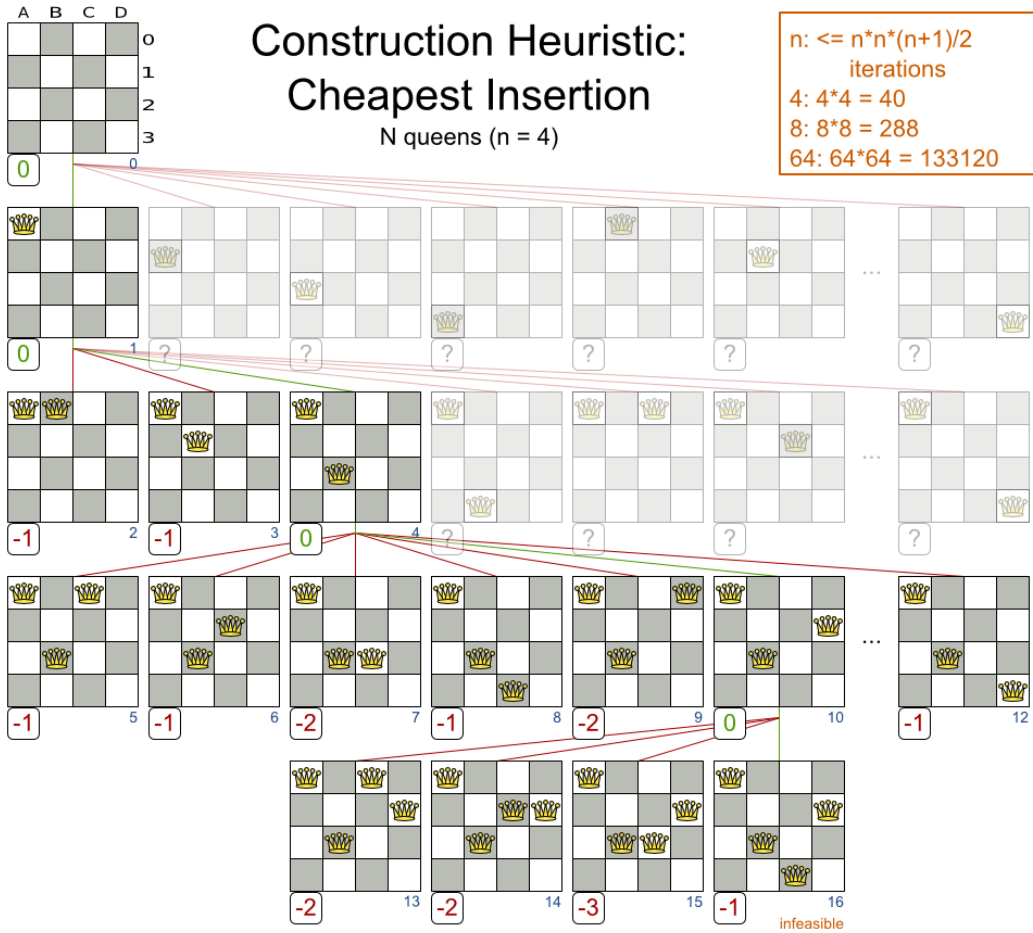 A B C D
Construction Heuristic:
Cheapest Insertion
N queens (n = 4)
n: <= n*n*(n+1)/2
iterations
4: 4*4 = 40
8: 8*8 = 288
64: 64*64 = 133120
0
1
2
3
0 0
0 1 ? ? ? ? ? ... ?
-1 2 -1 3 0 4 ? ? ? ... ?
-1 5 -1 6 -2 7 -1 8 -2 9 0 10 ... -1 12
-2 13 -2 14 -3 15 -1 16
infeasible